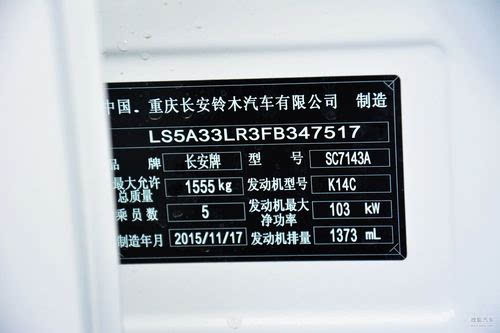 中国.重庆长安铃木汽车有限公司 制造
LS5A33LR3FB347517
品牌 长安牌 型号 SC7143A
最大允许总质量 1555kg 发动机型号 K14C
乘员数 5 发动机最大净功率 103 kW
制造年月 2015/11/17 发动机排量 1373 mL